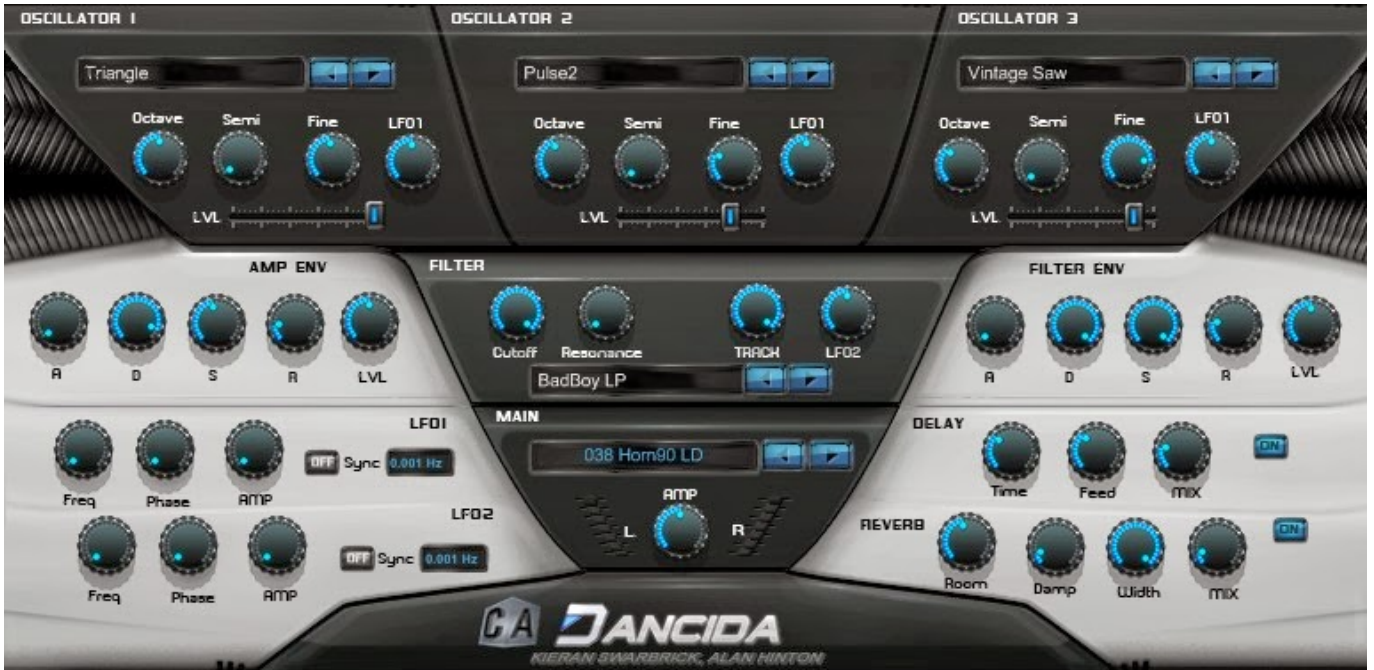 OSCILLATOR 1
OSCILLATOR 2
OSCILLATOR 3
Triangle
Pulse2
Vintage Saw
Octave Semi Fine LFO1
Octave Semi Fine LFO1
Octave Semi Fine LFO1
LVL
LVL
LVL
AMP ENV
FILTER
FILTER ENV
A D S R LVL
Cutoff Resonance TRACK LFO2
A D S R LVL
BadBoy LP
LFO1
MAIN
DELAY
OFF Sync 0.001 Hz
038 Horn90 LD
ON
Freq Phase AMP
AMP
Time Feed MIX
LFO2
L R
REVERB
ON
OFF Sync 0.001 Hz
Freq Phase AMP
Room Damp Width MIX
CA DANCIDA
KIERAN SWARBRICK, ALAN HINTON